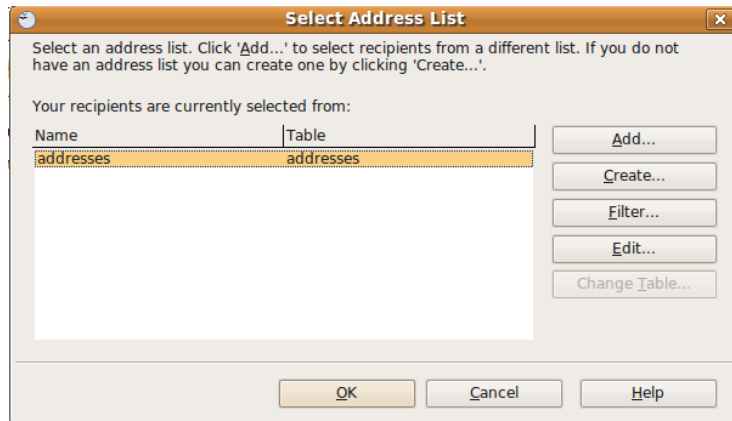 Select Address List
Select an address list. Click 'Add...' to select recipients from a different list. If you do not
have an address list you can create one by clicking 'Create...'.
Your recipients are currently selected from:
Name Table
addresses addresses
Add...
Create...
Filter...
Edit...
Change Table...
OK Cancel Help